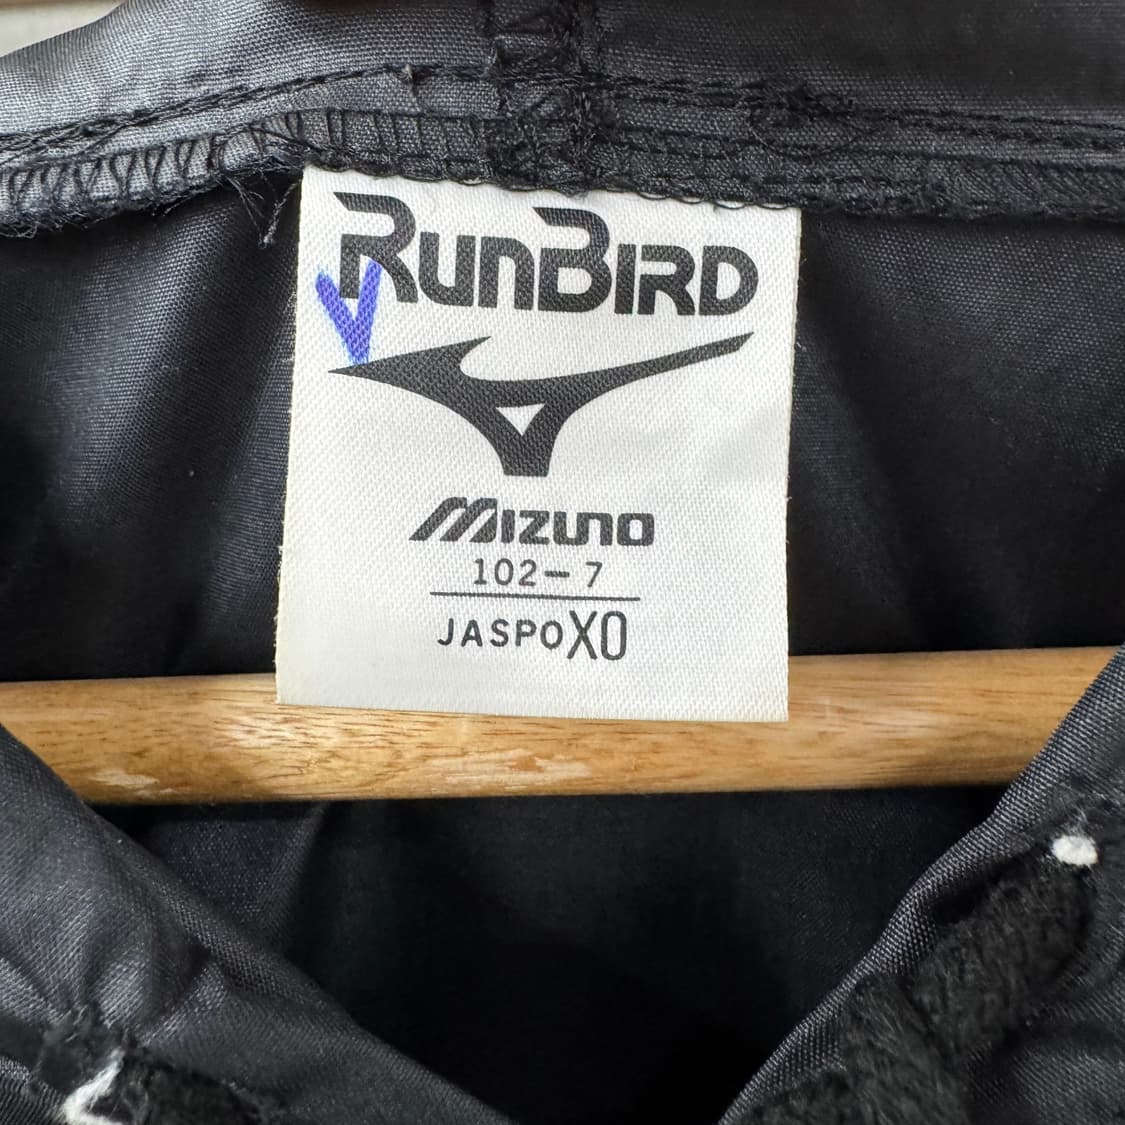 RunBird
Mizuno
102-7
JASPO XO